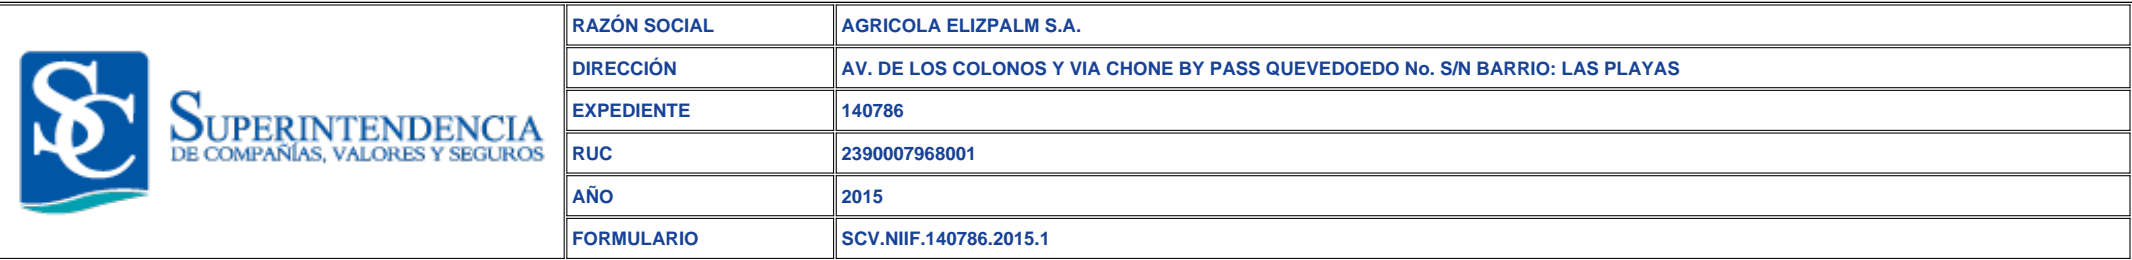 SC
SUPERINTENDENCIA
DE COMPAÑÍAS, VALORES Y SEGUROS
RAZÓN SOCIAL AGRICOLA ELIZPALM S.A.
DIRECCIÓN AV. DE LOS COLONOS Y VIA CHONE BY PASS QUEVEDOEDO No. S/N BARRIO: LAS PLAYAS
EXPEDIENTE 140786
RUC 2390007968001
AÑO 2015
FORMULARIO SCV.NIIF.140786.2015.1